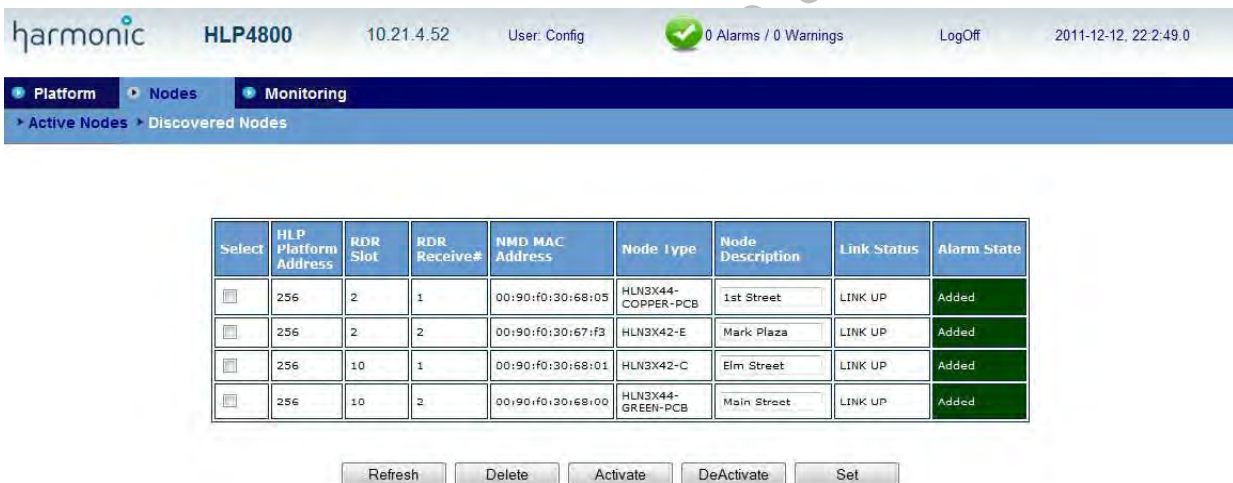 harmonic HLP4800 10.21.4.52 User: Config 0 Alarms / 0 Warnings LogOff 2011-12-12, 22:2:49.0
Platform Nodes Monitoring
Active Nodes Discovered Nodes
Select HLP Platform Address RDR Slot RDR Receive# NMD MAC Address Node Type Node Description Link Status Alarm State
256 2 1 00:90:f0:30:68:05 HLN3X44-COPPER-PCB 1st Street LINK UP Added
256 2 2 00:90:f0:30:67:f3 HLN3X42-E Mark Plaza LINK UP Added
256 10 1 00:90:f0:30:68:01 HLN3X42-C Elm Street LINK UP Added
256 10 2 00:90:f0:30:68:00 HLN3X44-GREEN-PCB Main Street LINK UP Added
Refresh Delete Activate DeActivate Set